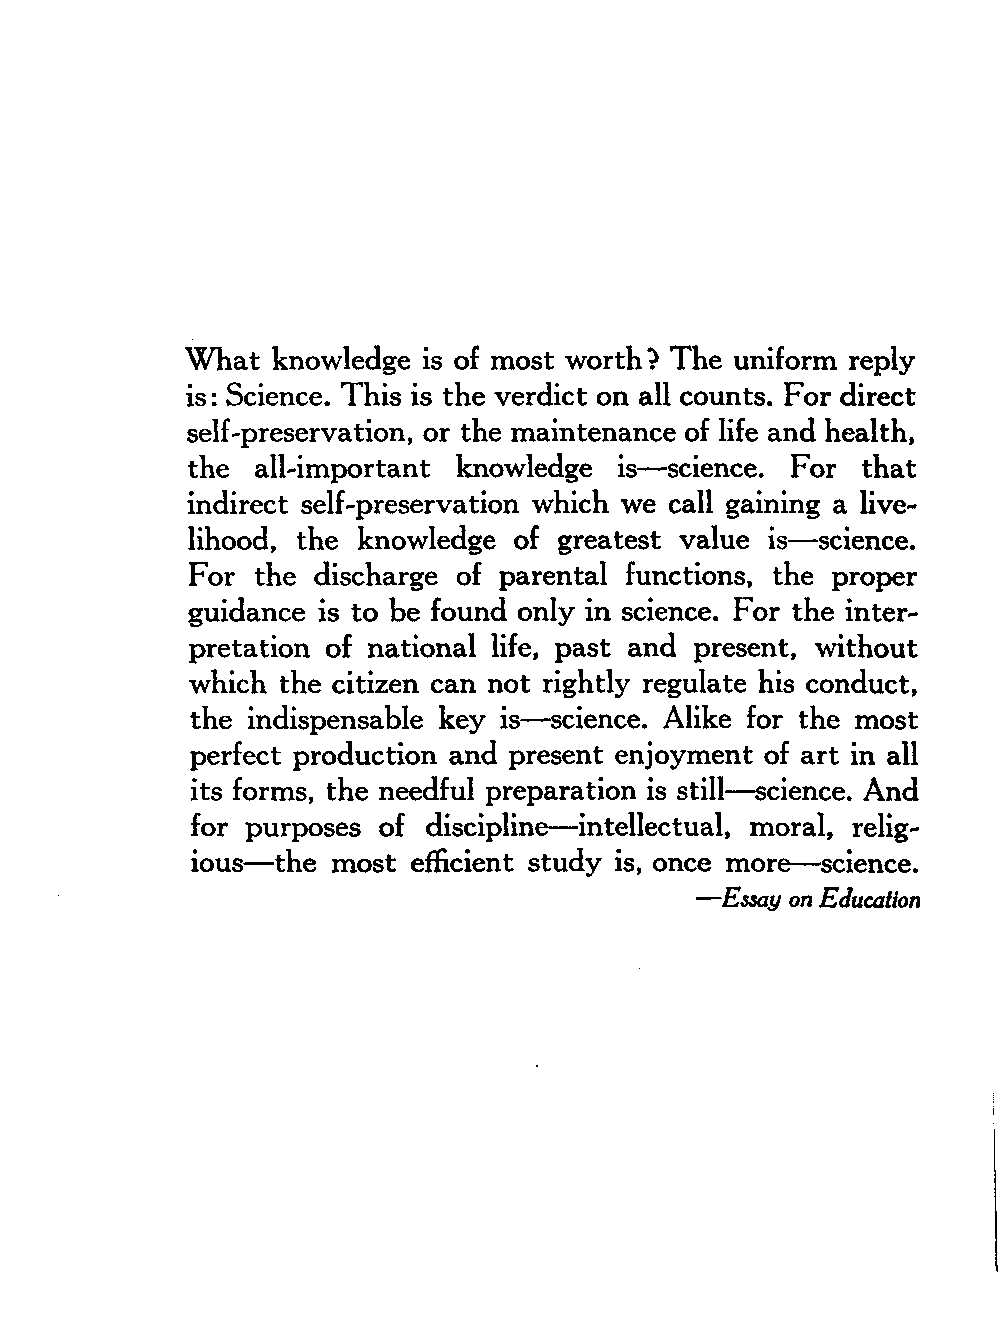 What knowledge is of most worth? The uniform reply
is: Science. This is the verdict on all counts. For direct
self-preservation, or the maintenance of life and health,
the all-important knowledge is—science. For that
indirect self-preservation which we call gaining a live-
lihood, the knowledge of greatest value is—science.
For the discharge of parental functions, the proper
guidance is to be found only in science. For the inter-
pretation of national life, past and present, without
which the citizen can not rightly regulate his conduct,
the indispensable key is—science. Alike for the most
perfect production and present enjoyment of art in all
its forms, the needful preparation is still—science. And
for purposes of discipline—intellectual, moral, relig-
ious—the most efficient study is, once more—science.
—Essay on Education